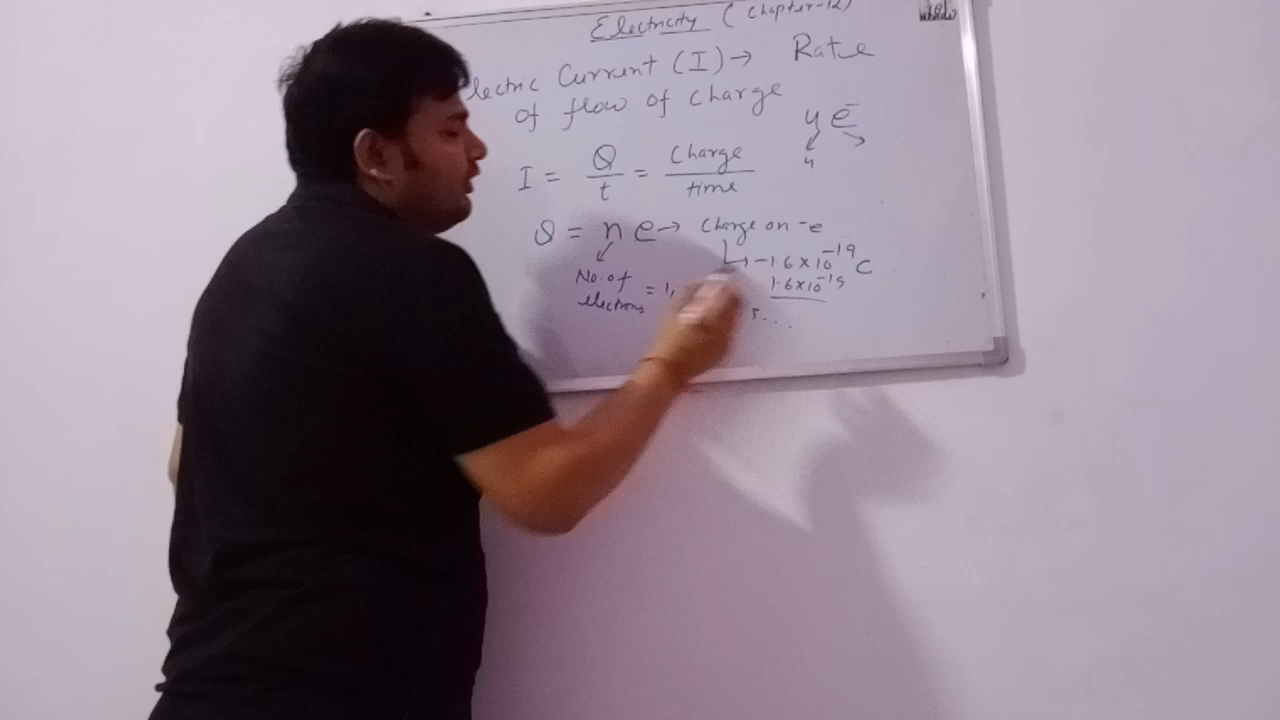 Electricity (Chapter-12)
lectric Current (I) → Rate
of flow of charge
4 e⁻
4
I = Q/t = Charge/time
Q = n e → Charge on -e
→ -1.6×10⁻¹⁹ C
1.6×10⁻¹⁹
No. of
electrons = 1,
5...